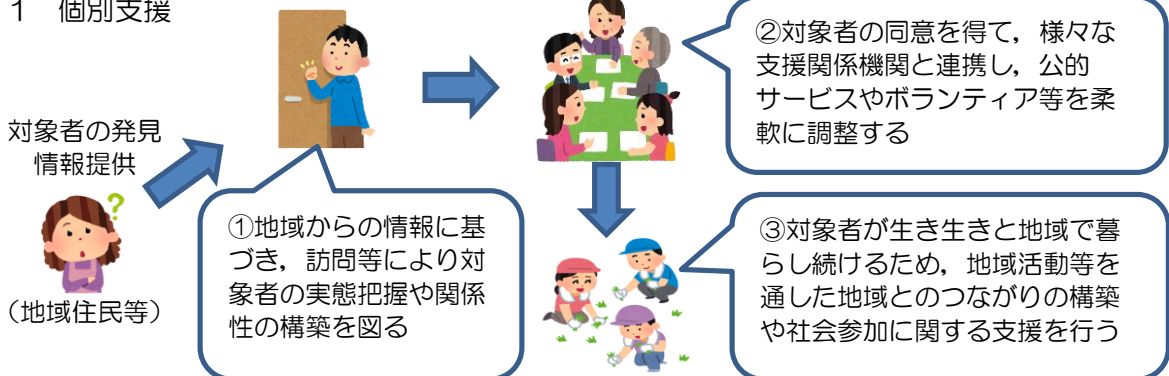 1 個別支援
対象者の発見
情報提供
(地域住民等)
①地域からの情報に基
づき，訪問等により対
象者の実態把握や関係
性の構築を図る
②対象者の同意を得て，様々な
支援関係機関と連携し，公的
サービスやボランティア等を柔
軟に調整する
③対象者が生き生きと地域で暮
らし続けるため，地域活動等を
通した地域とのつながりの構築
や社会参加に関する支援を行う